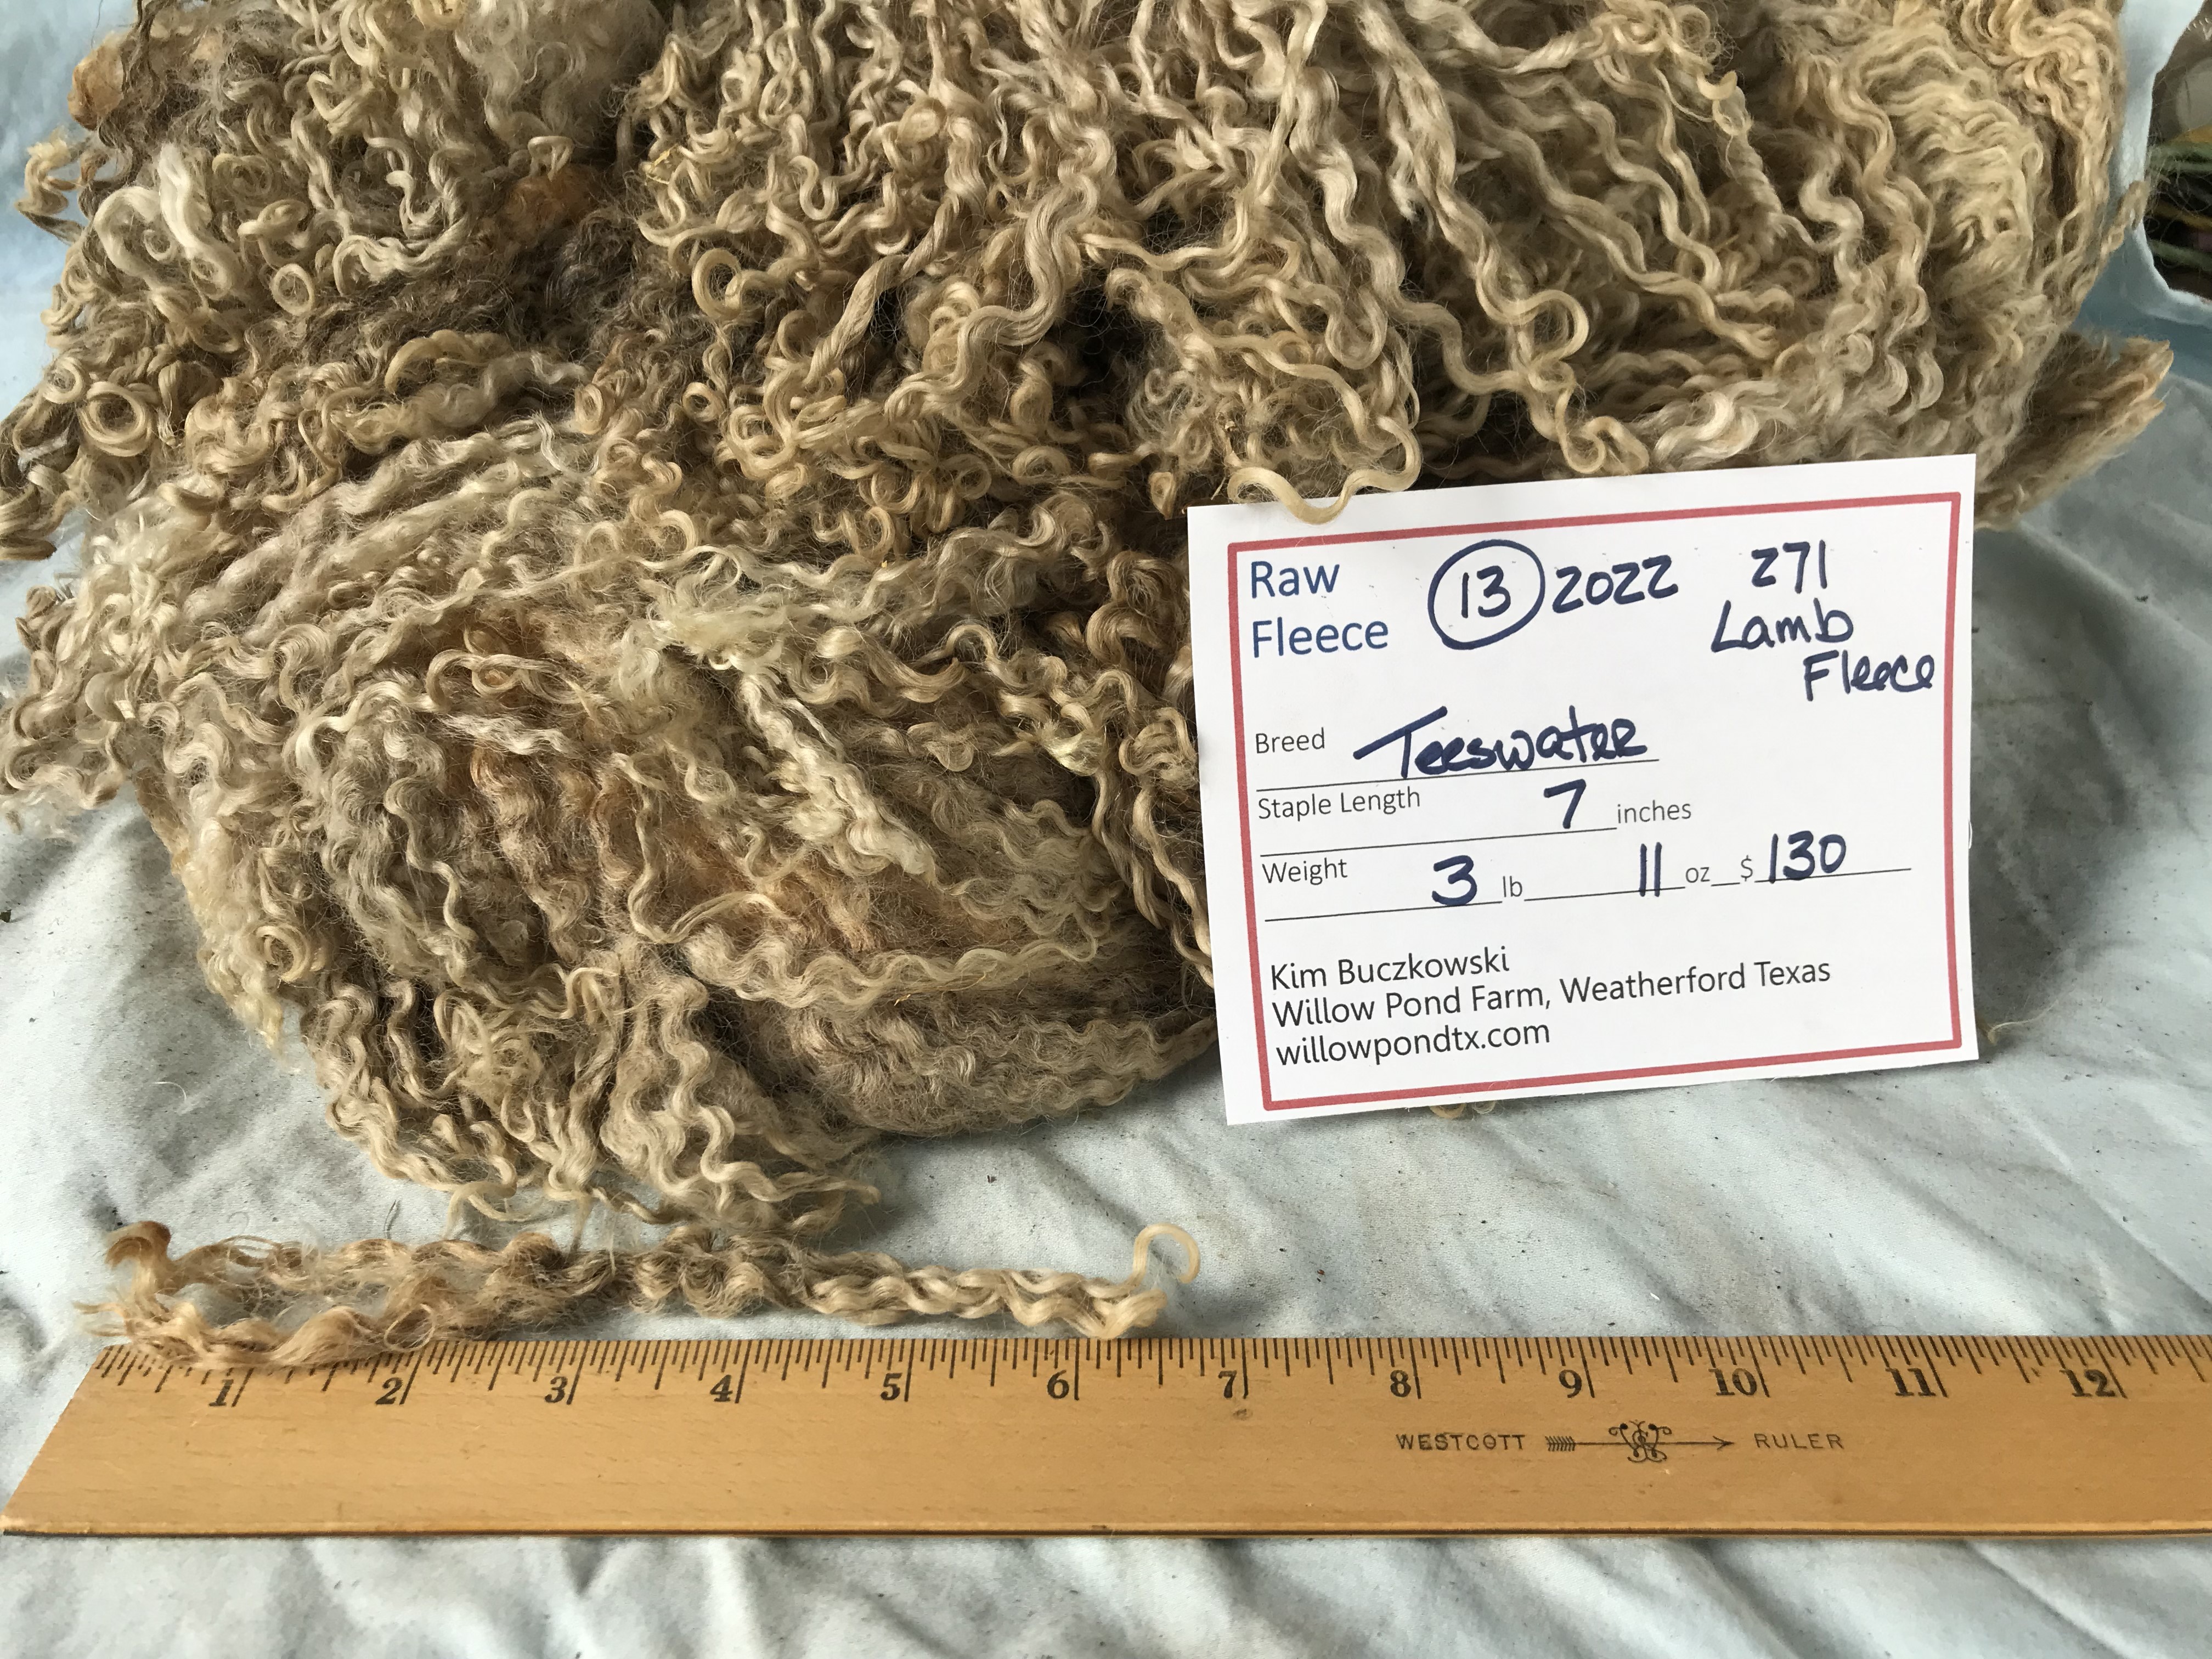 Raw Fleece 13 2022 271
Lamb
Fleece
Breed Teeswater
Staple Length 7 inches
Weight 3 lb 11 oz $ 130
Kim Buczkowski
Willow Pond Farm, Weatherford Texas
willowpondtx.com
1 2 3 4 5 6 7 8 9 10 11 12
WESTCOTT RULER